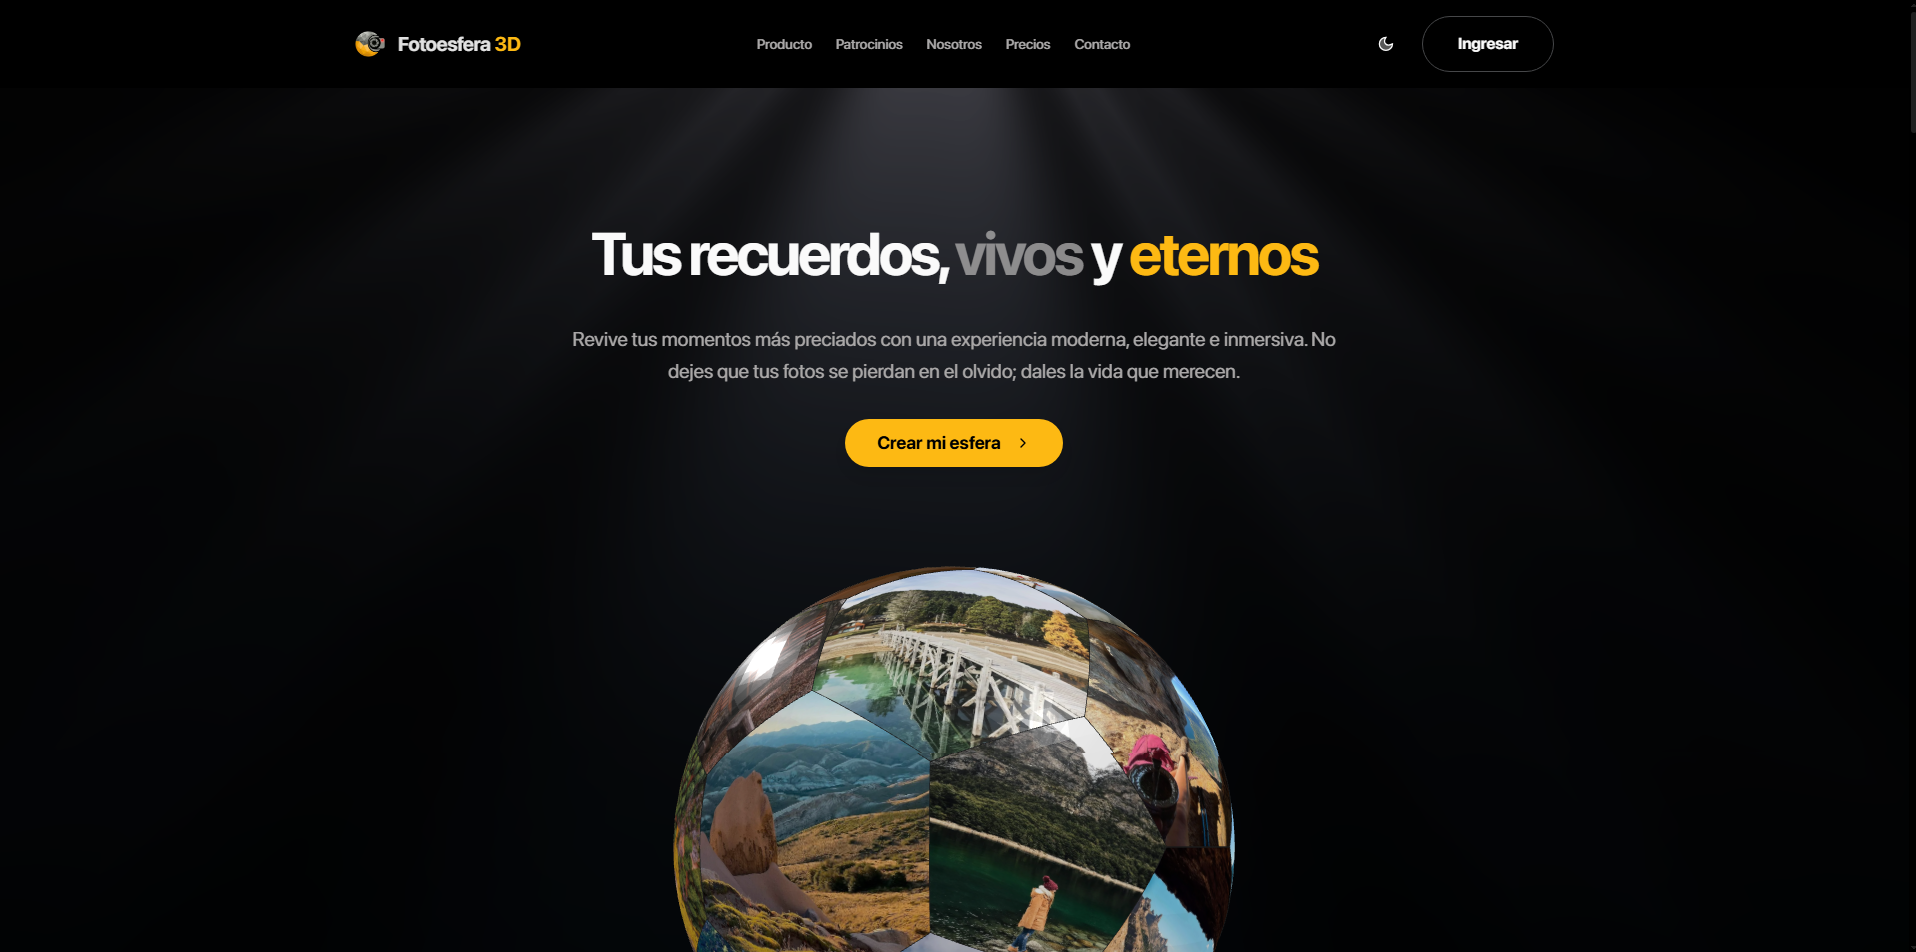 Fotoesfera 3D
Producto
Patrocinios
Nosotros
Precios
Contacto
Ingresar
Tus recuerdos, vivos y eternos
Revive tus momentos más preciados con una experiencia moderna, elegante e inmersiva. No
dejes que tus fotos se pierdan en el olvido; dales la vida que merecen.
Crear mi esfera